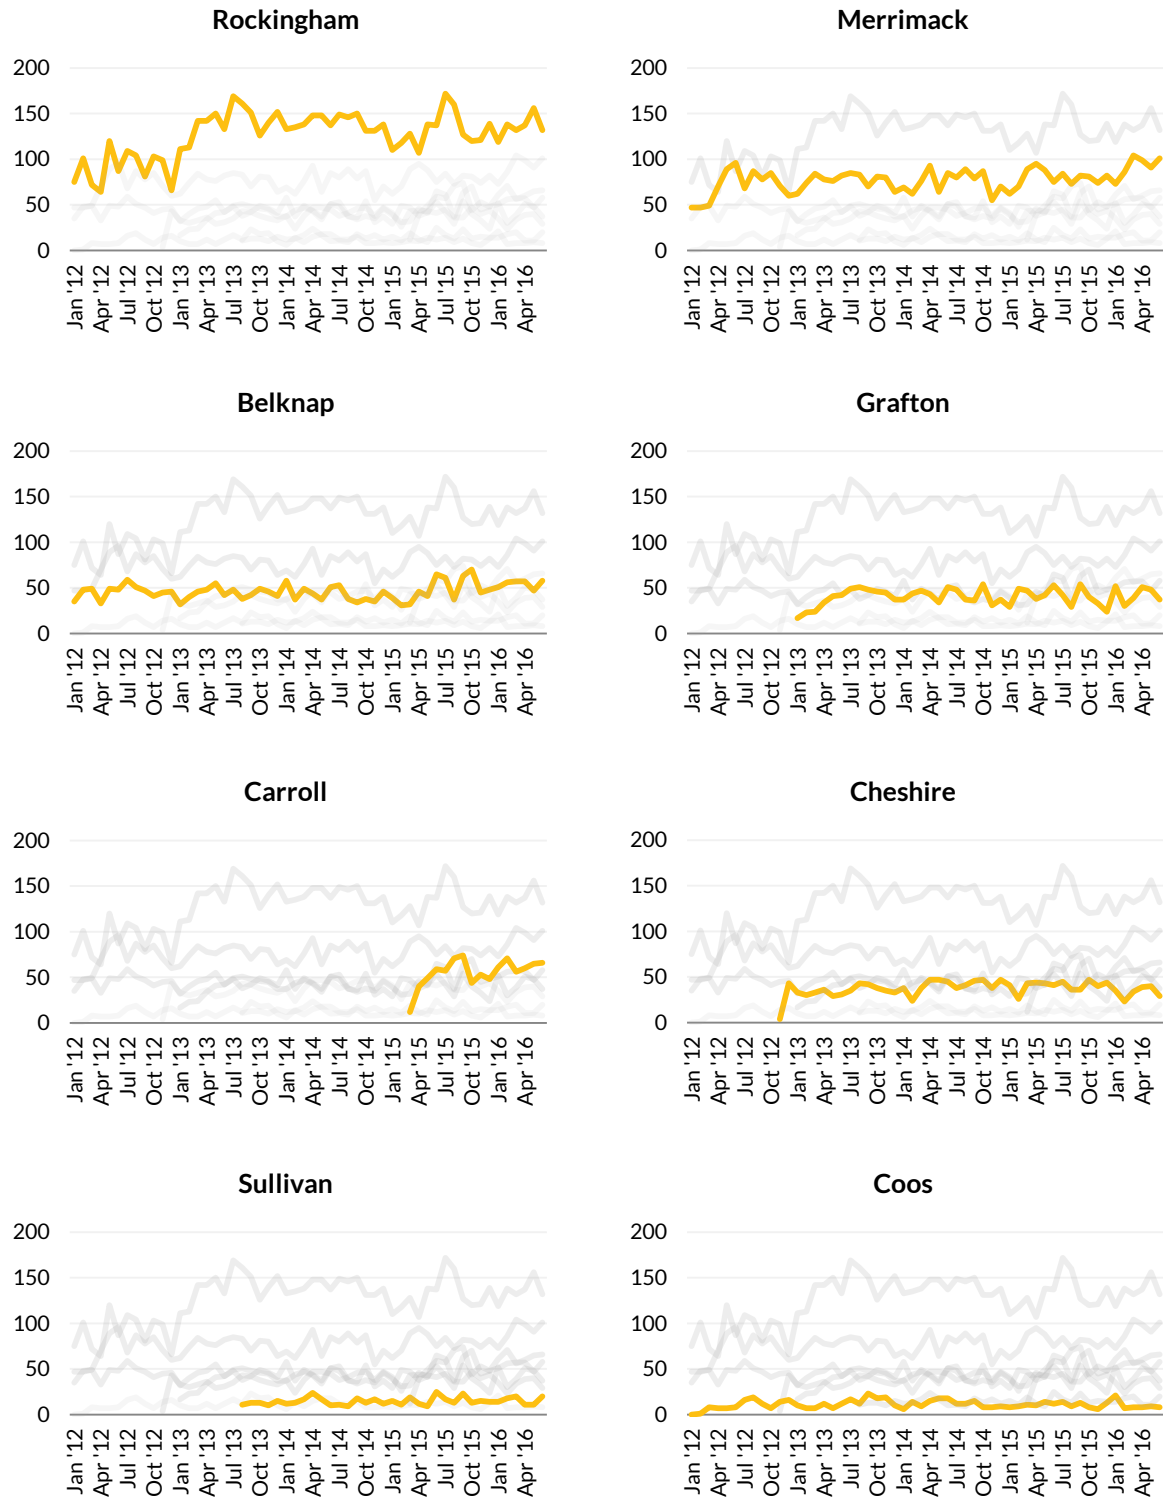 Rockingham
200
150
100
50
0
Jan '12
Apr '12
Jul '12
Oct '12
Jan '13
Apr '13
Jul '13
Oct '13
Jan '14
Apr '14
Jul '14
Oct '14
Jan '15
Apr '15
Jul '15
Oct '15
Jan '16
Apr '16
Merrimack
200
150
100
50
0
Jan '12
Apr '12
Jul '12
Oct '12
Jan '13
Apr '13
Jul '13
Oct '13
Jan '14
Apr '14
Jul '14
Oct '14
Jan '15
Apr '15
Jul '15
Oct '15
Jan '16
Apr '16
Belknap
200
150
100
50
0
Jan '12
Apr '12
Jul '12
Oct '12
Jan '13
Apr '13
Jul '13
Oct '13
Jan '14
Apr '14
Jul '14
Oct '14
Jan '15
Apr '15
Jul '15
Oct '15
Jan '16
Apr '16
Grafton
200
150
100
50
0
Jan '12
Apr '12
Jul '12
Oct '12
Jan '13
Apr '13
Jul '13
Oct '13
Jan '14
Apr '14
Jul '14
Oct '14
Jan '15
Apr '15
Jul '15
Oct '15
Jan '16
Apr '16
Carroll
200
150
100
50
0
Jan '12
Apr '12
Jul '12
Oct '12
Jan '13
Apr '13
Jul '13
Oct '13
Jan '14
Apr '14
Jul '14
Oct '14
Jan '15
Apr '15
Jul '15
Oct '15
Jan '16
Apr '16
Cheshire
200
150
100
50
0
Jan '12
Apr '12
Jul '12
Oct '12
Jan '13
Apr '13
Jul '13
Oct '13
Jan '14
Apr '14
Jul '14
Oct '14
Jan '15
Apr '15
Jul '15
Oct '15
Jan '16
Apr '16
Sullivan
200
150
100
50
0
Jan '12
Apr '12
Jul '12
Oct '12
Jan '13
Apr '13
Jul '13
Oct '13
Jan '14
Apr '14
Jul '14
Oct '14
Jan '15
Apr '15
Jul '15
Oct '15
Jan '16
Apr '16
Coos
200
150
100
50
0
Jan '12
Apr '12
Jul '12
Oct '12
Jan '13
Apr '13
Jul '13
Oct '13
Jan '14
Apr '14
Jul '14
Oct '14
Jan '15
Apr '15
Jul '15
Oct '15
Jan '16
Apr '16